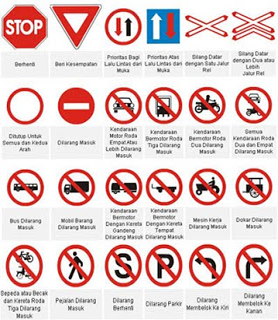 STOP
Berhenti
Beri Kesempatan
Prioritas Bagi
Lalu Lintas dari
Muka
Prioritas Atas
Lalu Lintas dari
Muka
Silang Datar
dengan Satu Jalur
Rel
Silang Datar
dengan Dua atau
Lebih
Jalur Rel
Ditutup Untuk
Semua dan Kedua
Arah
Dilarang Masuk
Kendaraan
Motor Roda
Empat Atau
Lebih Dilarang
Masuk
Kendaraan
Bermotor Roda
Tiga Dilarang
Masuk
Kendaraan
Bermotor Roda
Dua Dilarang
Masuk
Semua
Kendaraan Roda
Dua dan Empat
Dilarang Masuk
Bus Dilarang
Masuk
Mobil Barang
Dilarang Masuk
Kendaraan
Bermotor
Dengan Kereta
Gandeng
Dilarang Masuk
Kendaraan
Bermotor
Dengan Kereta
Tempel
Dilarang Masuk
Mesin Kerja
Dilarang Masuk
Dokar Dilarang
Masuk
S
P
Sepeda atau Becak
dan Kereta Roda
Tiga Dilarang
Masuk
Pejalan Dilarang
Masuk
Dilarang
Berhenti
Dilarang Parkir
Dilarang
Membelok Ke Kiri
Dilarang
Membelok Ke
Kanan